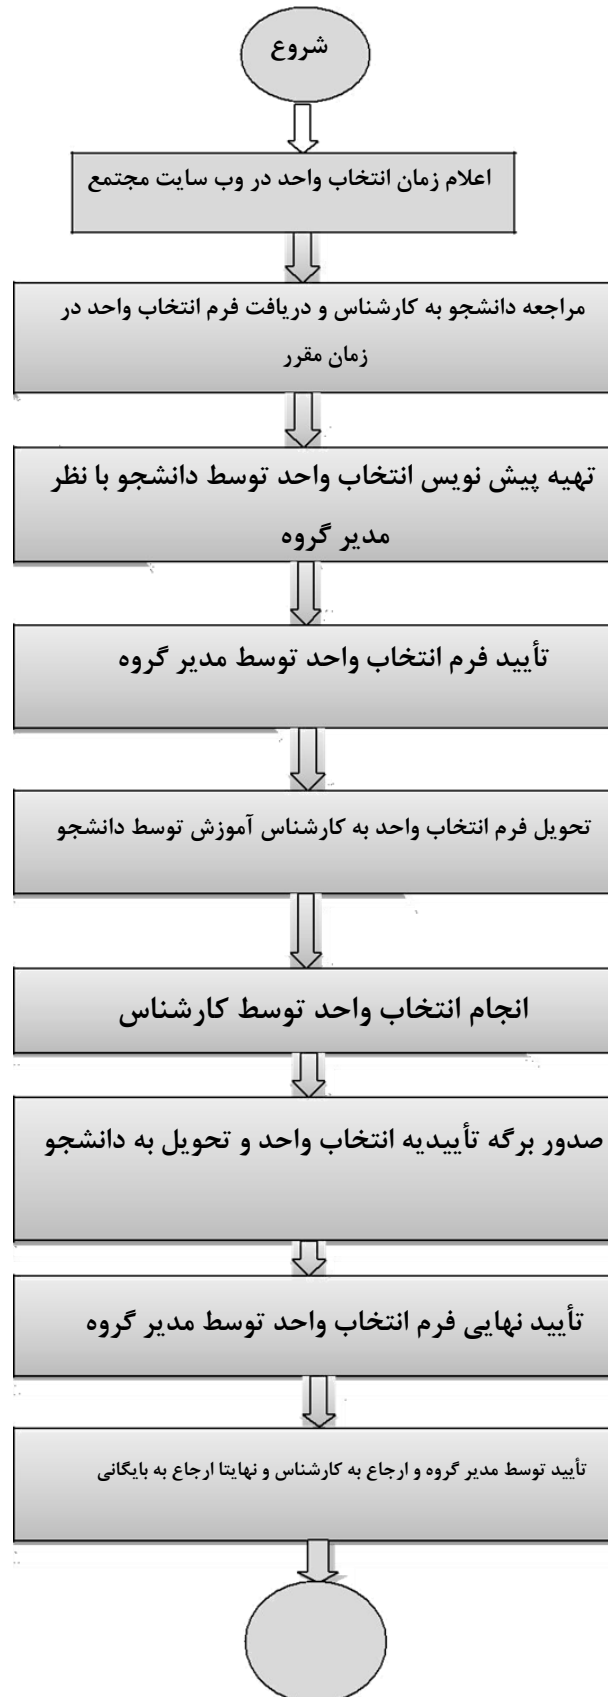 شروع
اعلام زمان انتخاب واحد در وب سایت مجتمع
مراجعه دانشجو به کارشناس و دریافت فرم انتخاب واحد در
زمان مقرر
تهیه پیش نویس انتخاب واحد توسط دانشجو با نظر
مدیر گروه
تأیید فرم انتخاب واحد توسط مدیر گروه
تحویل فرم انتخاب واحد به کارشناس آموزش توسط دانشجو
انجام انتخاب واحد توسط کارشناس
صدور برگه تأییدیه انتخاب واحد و تحویل به دانشجو
تأیید نهایی فرم انتخاب واحد توسط مدیر گروه
تأیید توسط مدیر گروه و ارجاع به کارشناس و نهایتا ارجاع به بایگانی